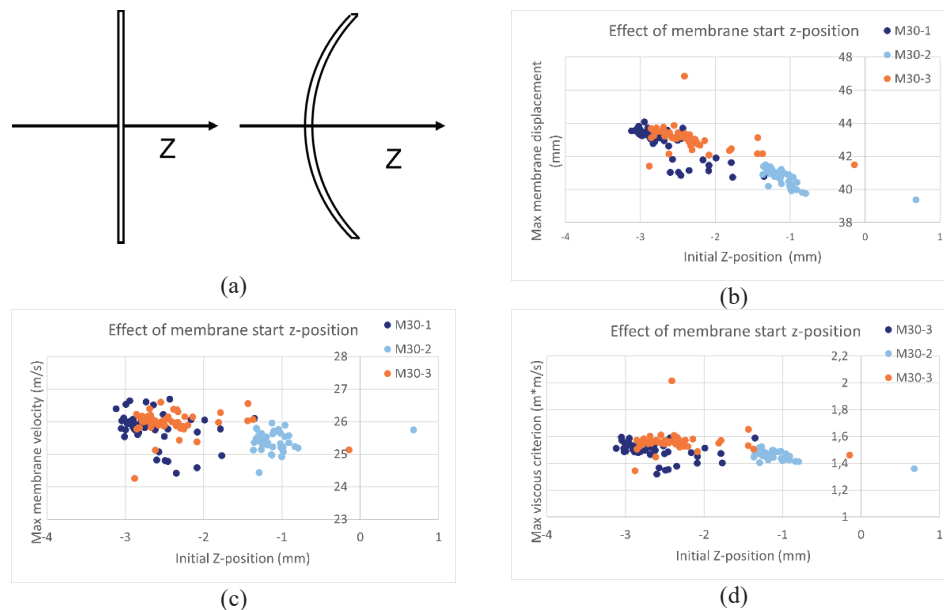 Z
Z
(a)
Effect of membrane start z-position
M30-1
M30-2
M30-3
Max membrane displacement
(mm)
48
46
44
42
40
38
-4 -3 -2 -1 0 1
Initial Z-position (mm)
(b)
Effect of membrane start z-position
M30-1
M30-2
M30-3
Max membrane velocity (m/s)
28
27
26
25
24
23
-4 -3 -2 -1 0 1
Initial Z-position (mm)
(c)
Effect of membrane start z-position
M30-3
M30-2
M30-3
Max viscous criterion (m*m/s)
2,2
2
1,8
1,6
1,4
1,2
1
-4 -3 -2 -1 0 1
Initial Z-position (mm)
(d)